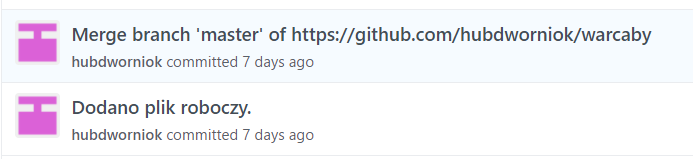 Merge branch 'master' of https://github.com/hubdworniok/warcaby
hubdworniok committed 7 days ago
Dodano plik roboczy.
hubdworniok committed 7 days ago